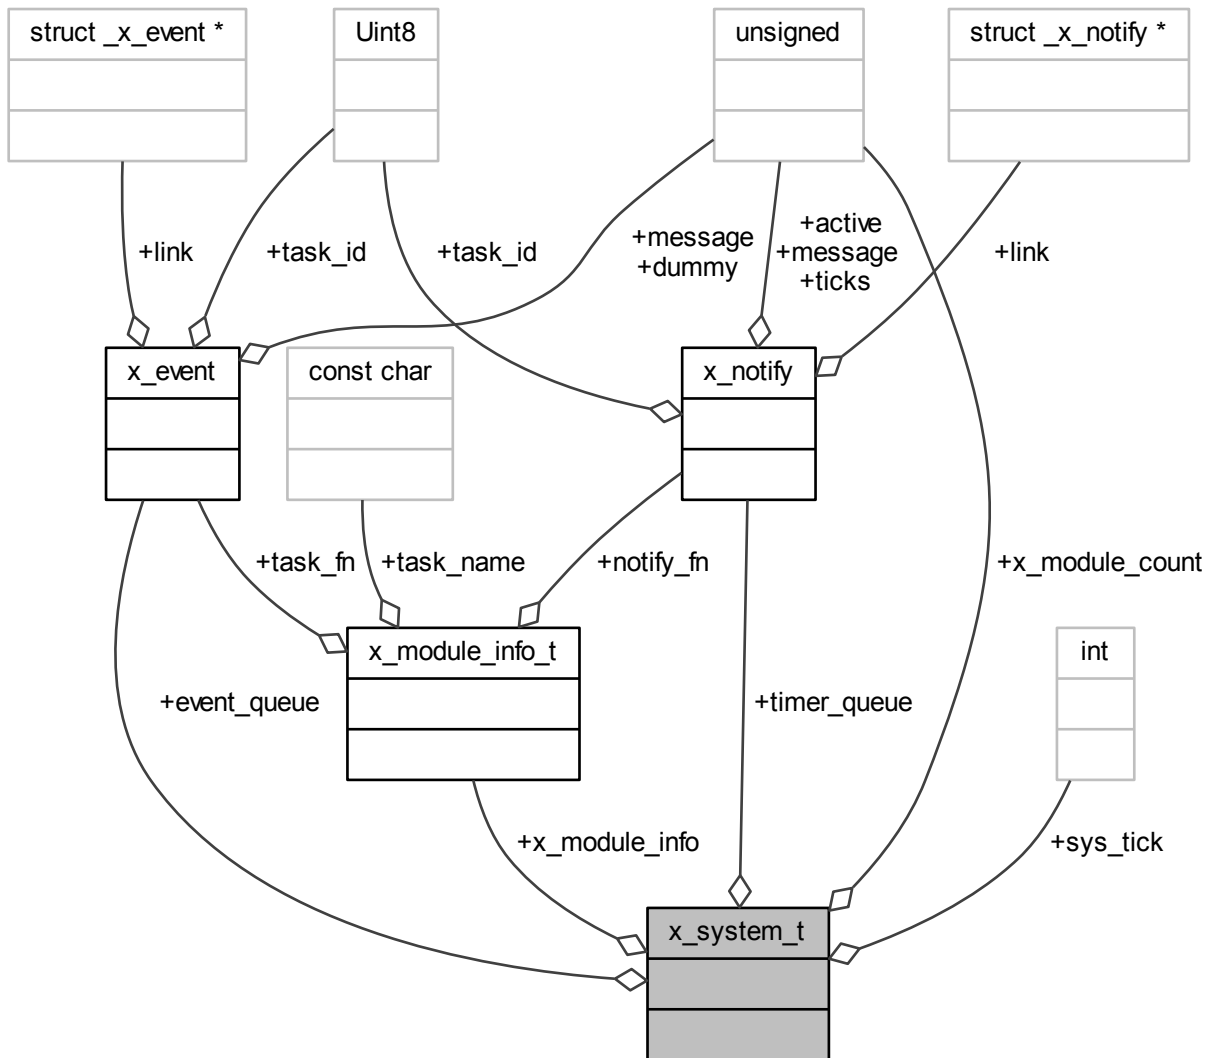 struct _x_event *
Uint8
unsigned
struct _x_notify *
+link
+task_id
+task_id
+message
+dummy
+active
+message
+ticks
+link
x_event
const char
x_notify
+task_fn
+task_name
+notify_fn
+x_module_count
x_module_info_t
int
+event_queue
+timer_queue
+x_module_info
+sys_tick
x_system_t